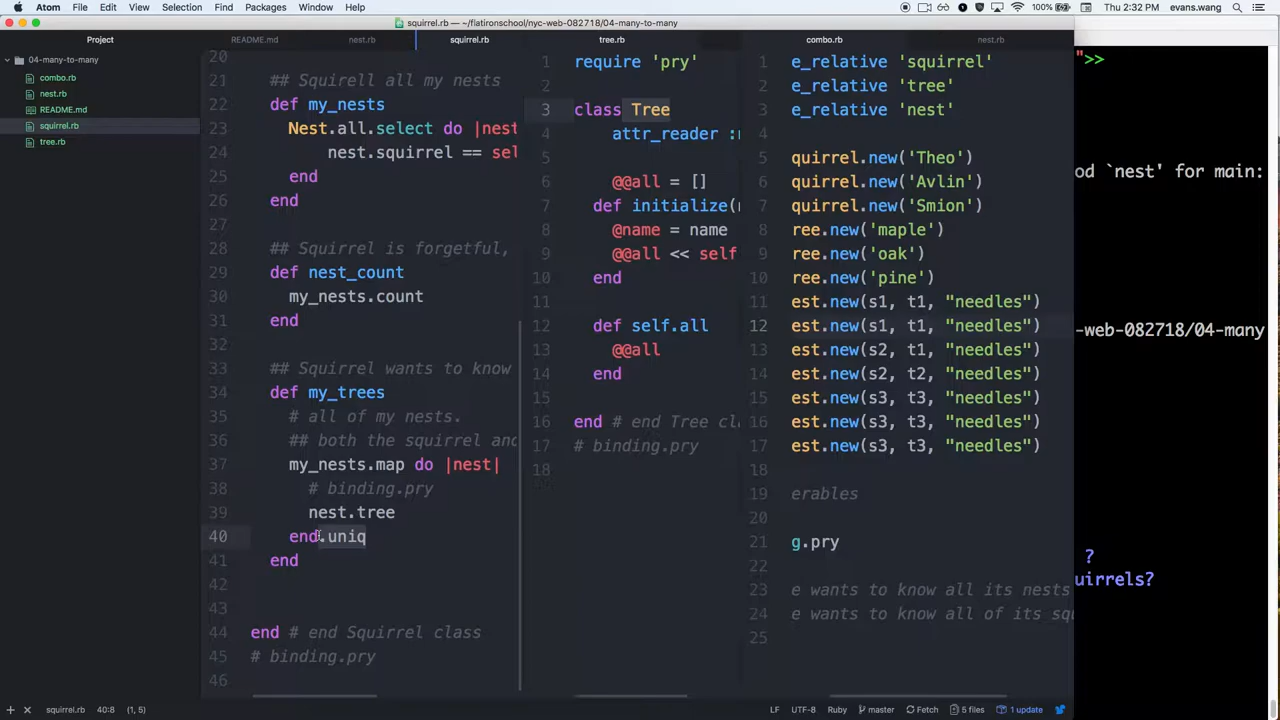 Atom File Edit View Selection Find Packages Window Help 100% Thu 2:32 PM evans.wang
squirrel.rb — ~/flatironschool/nyc-web-082718/04-many-to-many
Project
README.md nest.rb squirrel.rb tree.rb combo.rb nest.rb
04-many-to-many
combo.rb
nest.rb
README.md
squirrel.rb
tree.rb
20
21 ## Squirell all my nests
22 def my_nests
23 Nest.all.select do |nest
24 nest.squirrel == sel
25 end
26 end
27
28 ## Squirrel is forgetful,
29 def nest_count
30 my_nests.count
31 end
32
33 ## Squirrel wants to know
34 def my_trees
35 # all of my nests.
36 ## both the squirrel and
37 my_nests.map do |nest|
38 # binding.pry
39 nest.tree
40 end.uniq
41 end
42
43
44 end # end Squirrel class
45 # binding.pry
46
1 require 'pry'
3 class Tree
4 attr_reader :
5
6 @@all = []
7 def initialize(
8 @name = name
9 @@all << self
10 end
11
12 def self.all
13 @@all
14 end
15
16 end # end Tree cl
17 # binding.pry
18
1 e_relative 'squirrel'
2 e_relative 'tree'
3 e_relative 'nest'
4
5 quirrel.new('Theo')
6 quirrel.new('Avlin')
7 quirrel.new('Smion')
8 ree.new('maple')
9 ree.new('oak')
10 ree.new('pine')
11 est.new(s1, t1, "needles")
12 est.new(s1, t1, "needles")
13 est.new(s2, t1, "needles")
14 est.new(s2, t2, "needles")
15 est.new(s3, t3, "needles")
16 est.new(s3, t3, "needles")
17 est.new(s3, t3, "needles")
18
19 erables
20
21 g.pry
22
23 e wants to know all its nests
24 e wants to know all of its squ
25
">>
od `nest' for main:
-web-082718/04-many
?
uirrels?
squirrel.rb 40:8 (1, 5) LF UTF-8 Ruby master Fetch 5 files 1 update